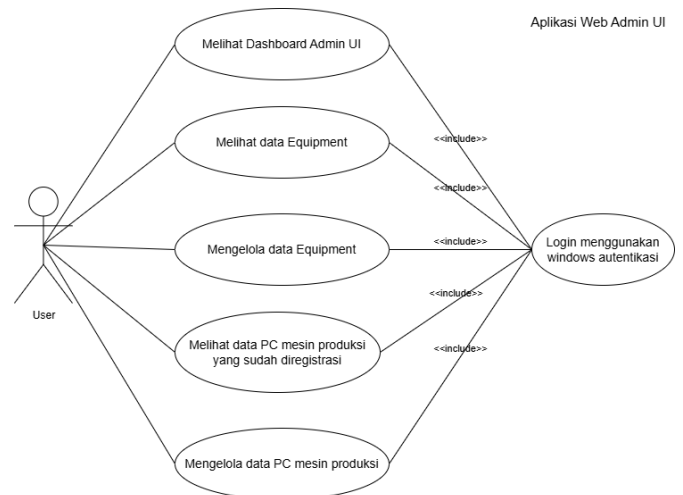 Aplikasi Web Admin UI
Melihat Dashboard Admin UI
<<include>>
Melihat data Equipment
<<include>>
Mengelola data Equipment
<<include>>
Login menggunakan
windows autentikasi
User
<<include>>
Melihat data PC mesin produksi
yang sudah diregistrasi
<<include>>
Mengelola data PC mesin produksi